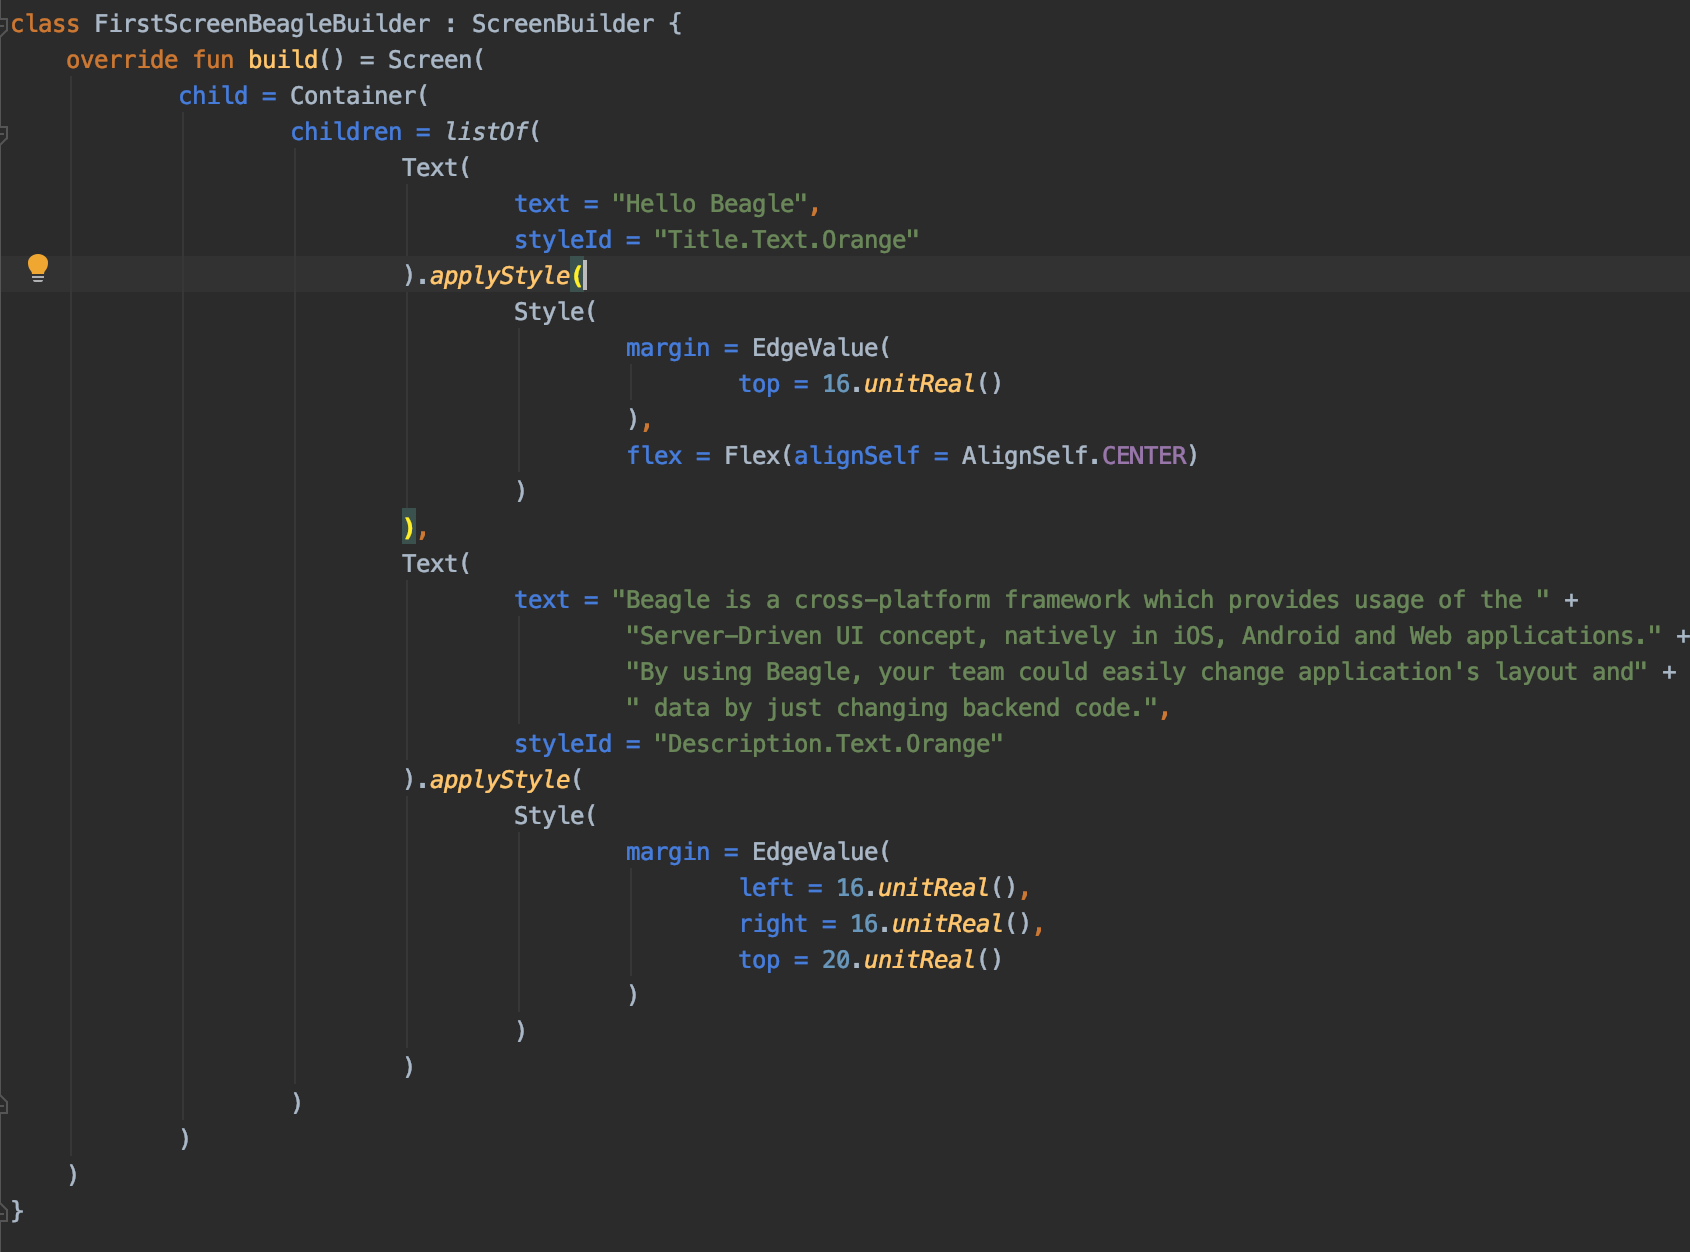 class FirstScreenBeagleBuilder : ScreenBuilder {
    override fun build() = Screen(
            child = Container(
                    children = listOf(
                            Text(
                                    text = "Hello Beagle",
                                    styleId = "Title.Text.Orange"
                            ).applyStyle(
                                    Style(
                                            margin = EdgeValue(
                                                    top = 16.unitReal()
                                            ),
                                            flex = Flex(alignSelf = AlignSelf.CENTER)
                                    )
                            ),
                            Text(
                                    text = "Beagle is a cross-platform framework which provides usage of the " +
                                            "Server-Driven UI concept, natively in iOS, Android and Web applications." +
                                            "By using Beagle, your team could easily change application's layout and" +
                                            " data by just changing backend code.",
                                    styleId = "Description.Text.Orange"
                            ).applyStyle(
                                    Style(
                                            margin = EdgeValue(
                                                    left = 16.unitReal(),
                                                    right = 16.unitReal(),
                                                    top = 20.unitReal()
                                            )
                                    )
                            )
                    )
            )
    )
}